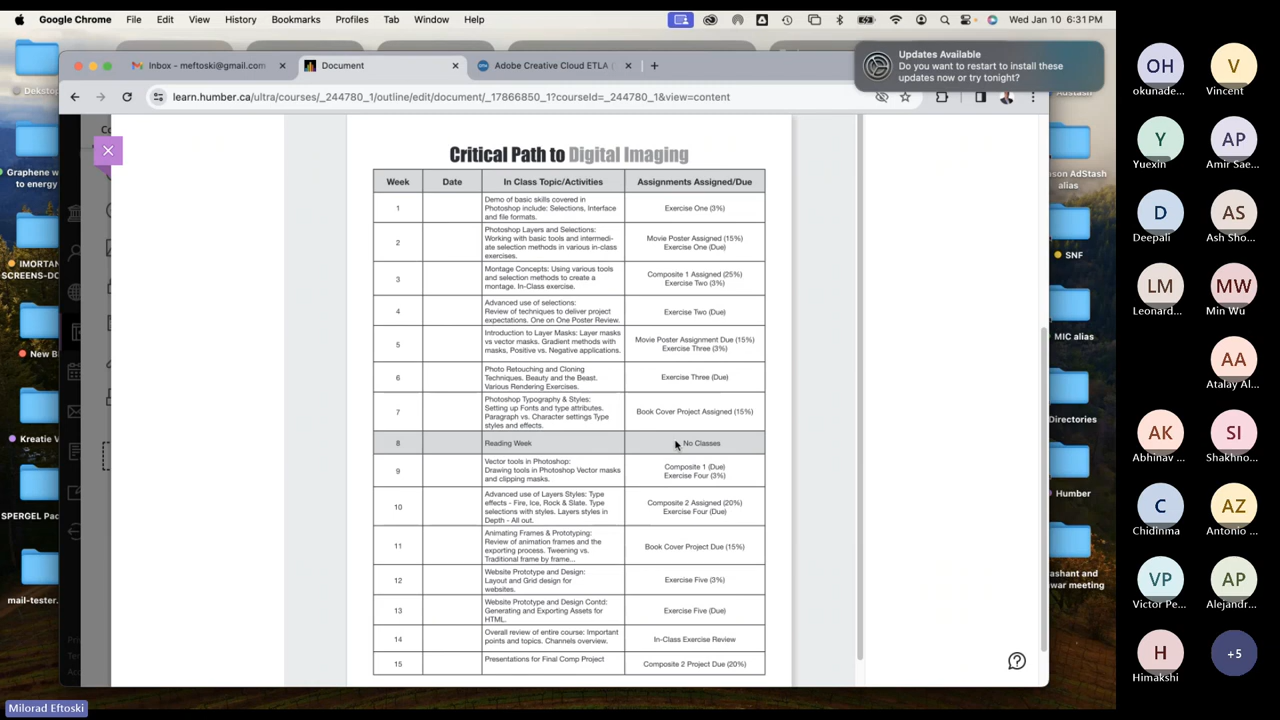 Google Chrome File Edit View History Bookmarks Profiles Tab Window Help
Wed Jan 10 6:31 PM
Inbox – meftoski@gmail.com
Document
Adobe Creative Cloud ETLA
Updates Available
Do you want to restart to install these
updates now or try tonight?
learn.humber.ca/ultra/courses/_244780_1/outline/edit/document/_17866850_1?courseId=_244780_1&view=content
Critical Path to Digital Imaging
Week Date In Class Topic/Activities Assignments Assigned/Due
1
Demo of basic skills covered in
Photoshop include: Selections, Interface
and file formats.
Exercise One (3%)
2
Photoshop Layers and Selections:
Working with basic tools and intermedi-
ate selection methods in various in-class
exercises.
Movie Poster Assigned (15%)
Exercise One (Due)
3
Montage Concepts: Using various tools
and selection methods to create a
montage. In-Class exercise.
Composite 1 Assigned (25%)
Exercise Two (3%)
4
Advanced use of selections:
Review of techniques to deliver project
expectations. One on One Poster Review.
Exercise Two (Due)
5
Introduction to Layer Masks: Layer masks
vs vector masks. Gradient methods with
masks, Positive vs. Negative applications.
Movie Poster Assignment Due (15%)
Exercise Three (3%)
6
Photo Retouching and Cloning
Techniques. Beauty and the Beast.
Various Rendering Exercises.
Exercise Three (Due)
7
Photoshop Typography & Styles:
Setting up Fonts and type attributes.
Paragraph vs. Character settings Type
styles and effects.
Book Cover Project Assigned (15%)
8
Reading Week
No Classes
9
Vector tools in Photoshop:
Drawing tools in Photoshop Vector masks
and clipping masks.
Composite 1 (Due)
Exercise Four (3%)
10
Advanced use of Layers Styles: Type
effects - Fire, Ice, Rock & Slate. Type
selections with styles. Layers styles in
Depth - All out.
Composite 2 Assigned (20%)
Exercise Four (Due)
11
Animating Frames & Prototyping:
Review of animation frames and the
exporting process. Tweening vs.
Traditional frame by frame...
Book Cover Project Due (15%)
12
Website Prototype and Design:
Layout and Grid design for
websites.
Exercise Five (3%)
13
Website Prototype and Design Contd:
Generating and Exporting Assets for
HTML.
Exercise Five (Due)
14
Overall review of entire course: Important
points and topics. Channels overview.
In-Class Exercise Review
15
Presentations for Final Comp Project
Composite 2 Project Due (20%)
Graphene w
to energy
IMORTAN
SCREENS-DO
New B
Kreatie V
SPERGEL Pac
mail-tester.
son AdStash
alias
SNF
MIC alias
Directories
Humber
rashant and
war meeting
OH
okunade...
V
Vincent
Y
Yuexin
AP
Amir Sae...
D
Deepali
AS
Ash Sho...
LM
Leonard...
MW
Min Wu
AA
Atalay Al...
AK
Abhinav ...
SI
Shakhno...
C
Chidinma
AZ
Antonio ...
VP
Victor Pe...
AP
Alejandr...
H
Himakshi
+5
Milorad Eftoski